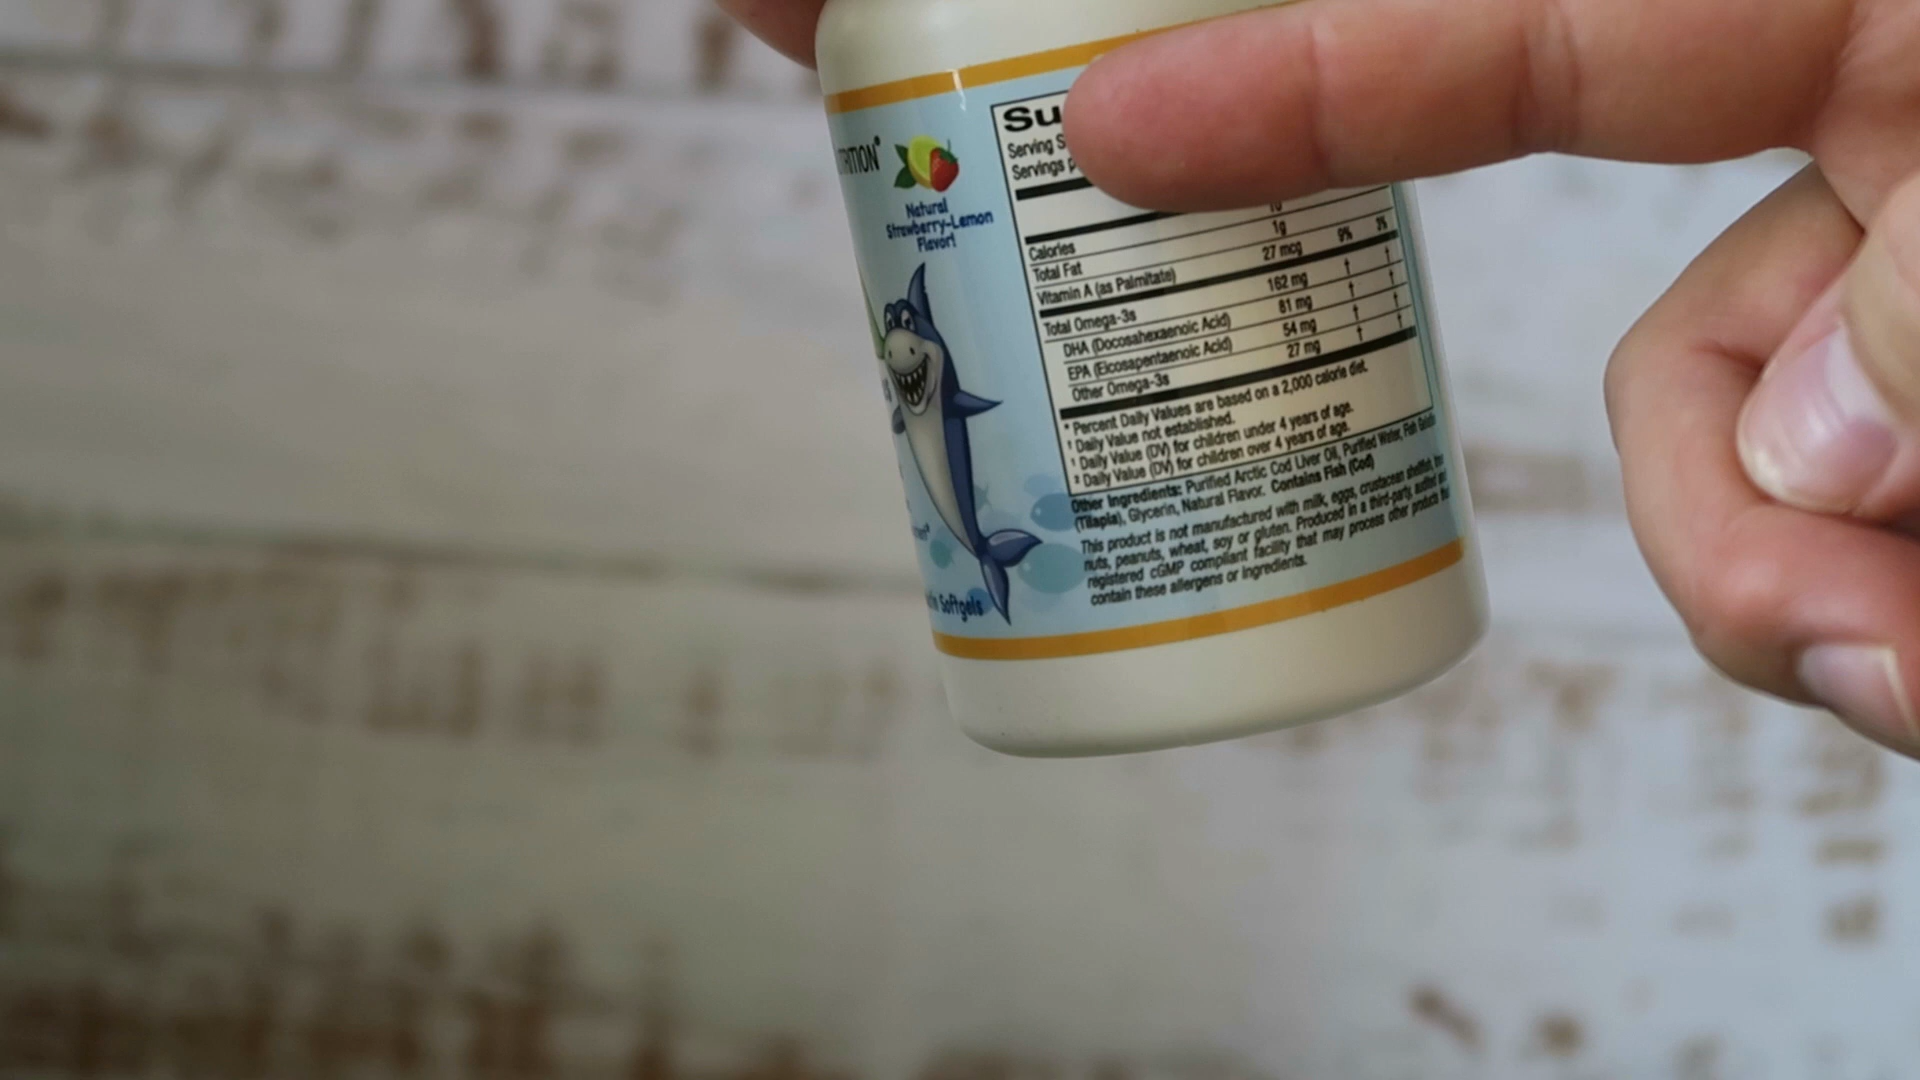 Natural
Strawberry-Lemon
Flavor!
Softgels
Su
Serving S
Servings p
Calories 10
Total Fat 1g
Vitamin A (as Palmitate) 27 mcg 9% 3%
Total Omega-3s 162 mg † †
DHA (Docosahexaenoic Acid) 81 mg † †
EPA (Eicosapentaenoic Acid) 54 mg † †
Other Omega-3s 27 mg † †
* Percent Daily Values are based on a 2,000 calorie diet.
† Daily Value not established.
¹ Daily Value (DV) for children under 4 years of age.
² Daily Value (DV) for children over 4 years of age.
Other Ingredients: Purified Arctic Cod Liver Oil, Purified Water, Fish Gelatin
(Tilapia), Glycerin, Natural Flavor. Contains Fish (Cod)
This product is not manufactured with milk, eggs, crustacean shellfish, tree
nuts, peanuts, wheat, soy or gluten. Produced in a third-party audited and
registered cGMP compliant facility that may process other products that
contain these allergens or ingredients.